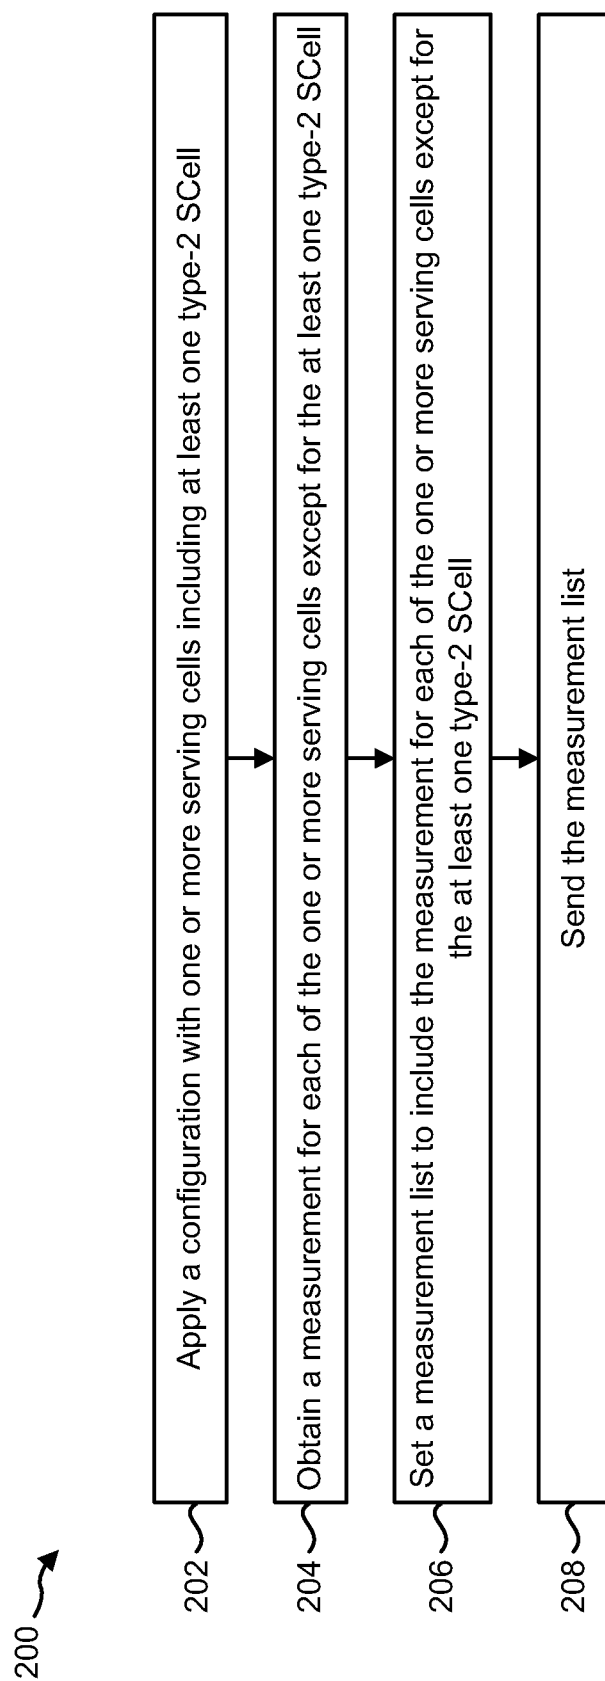 200
202
Apply a configuration with one or more serving cells including at least one type-2 SCell
204
Obtain a measurement for each of the one or more serving cells except for the at least one type-2 SCell
206
Set a measurement list to include the measurement for each of the one or more serving cells except for
the at least one type-2 SCell
208
Send the measurement list